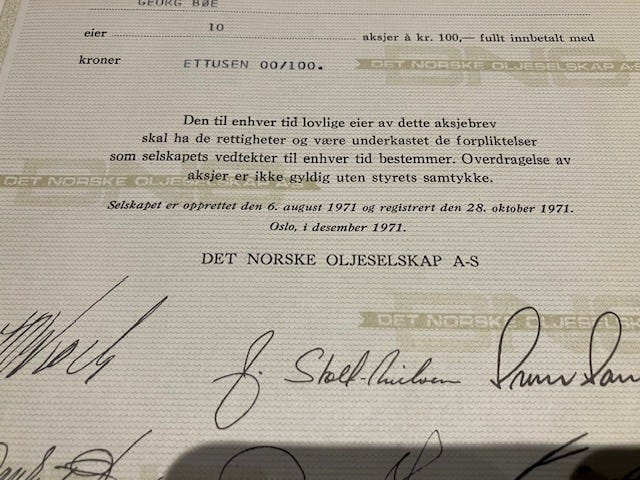 GEORG BØE
eier 10 aksjer à kr. 100,— fullt innbetalt med
kroner ETTUSEN 00/100.
DET NORSKE OLJESELSKAP A-S
Den til enhver tid lovlige eier av dette aksjebrev
skal ha de rettigheter og være underkastet de forpliktelser
som selskapets vedtekter til enhver tid bestemmer. Overdragelse av
DET NORSKE OLJESELSKAP A-S
aksjer er ikke gyldig uten styrets samtykke.
Selskapet er opprettet den 6. august 1971 og registrert den 28. oktober 1971.
Oslo, i desember 1971.
DET NORSKE OLJESELSKAP A-S
DET NORSKE OLJESELSK
J. Stolt-Nielsen